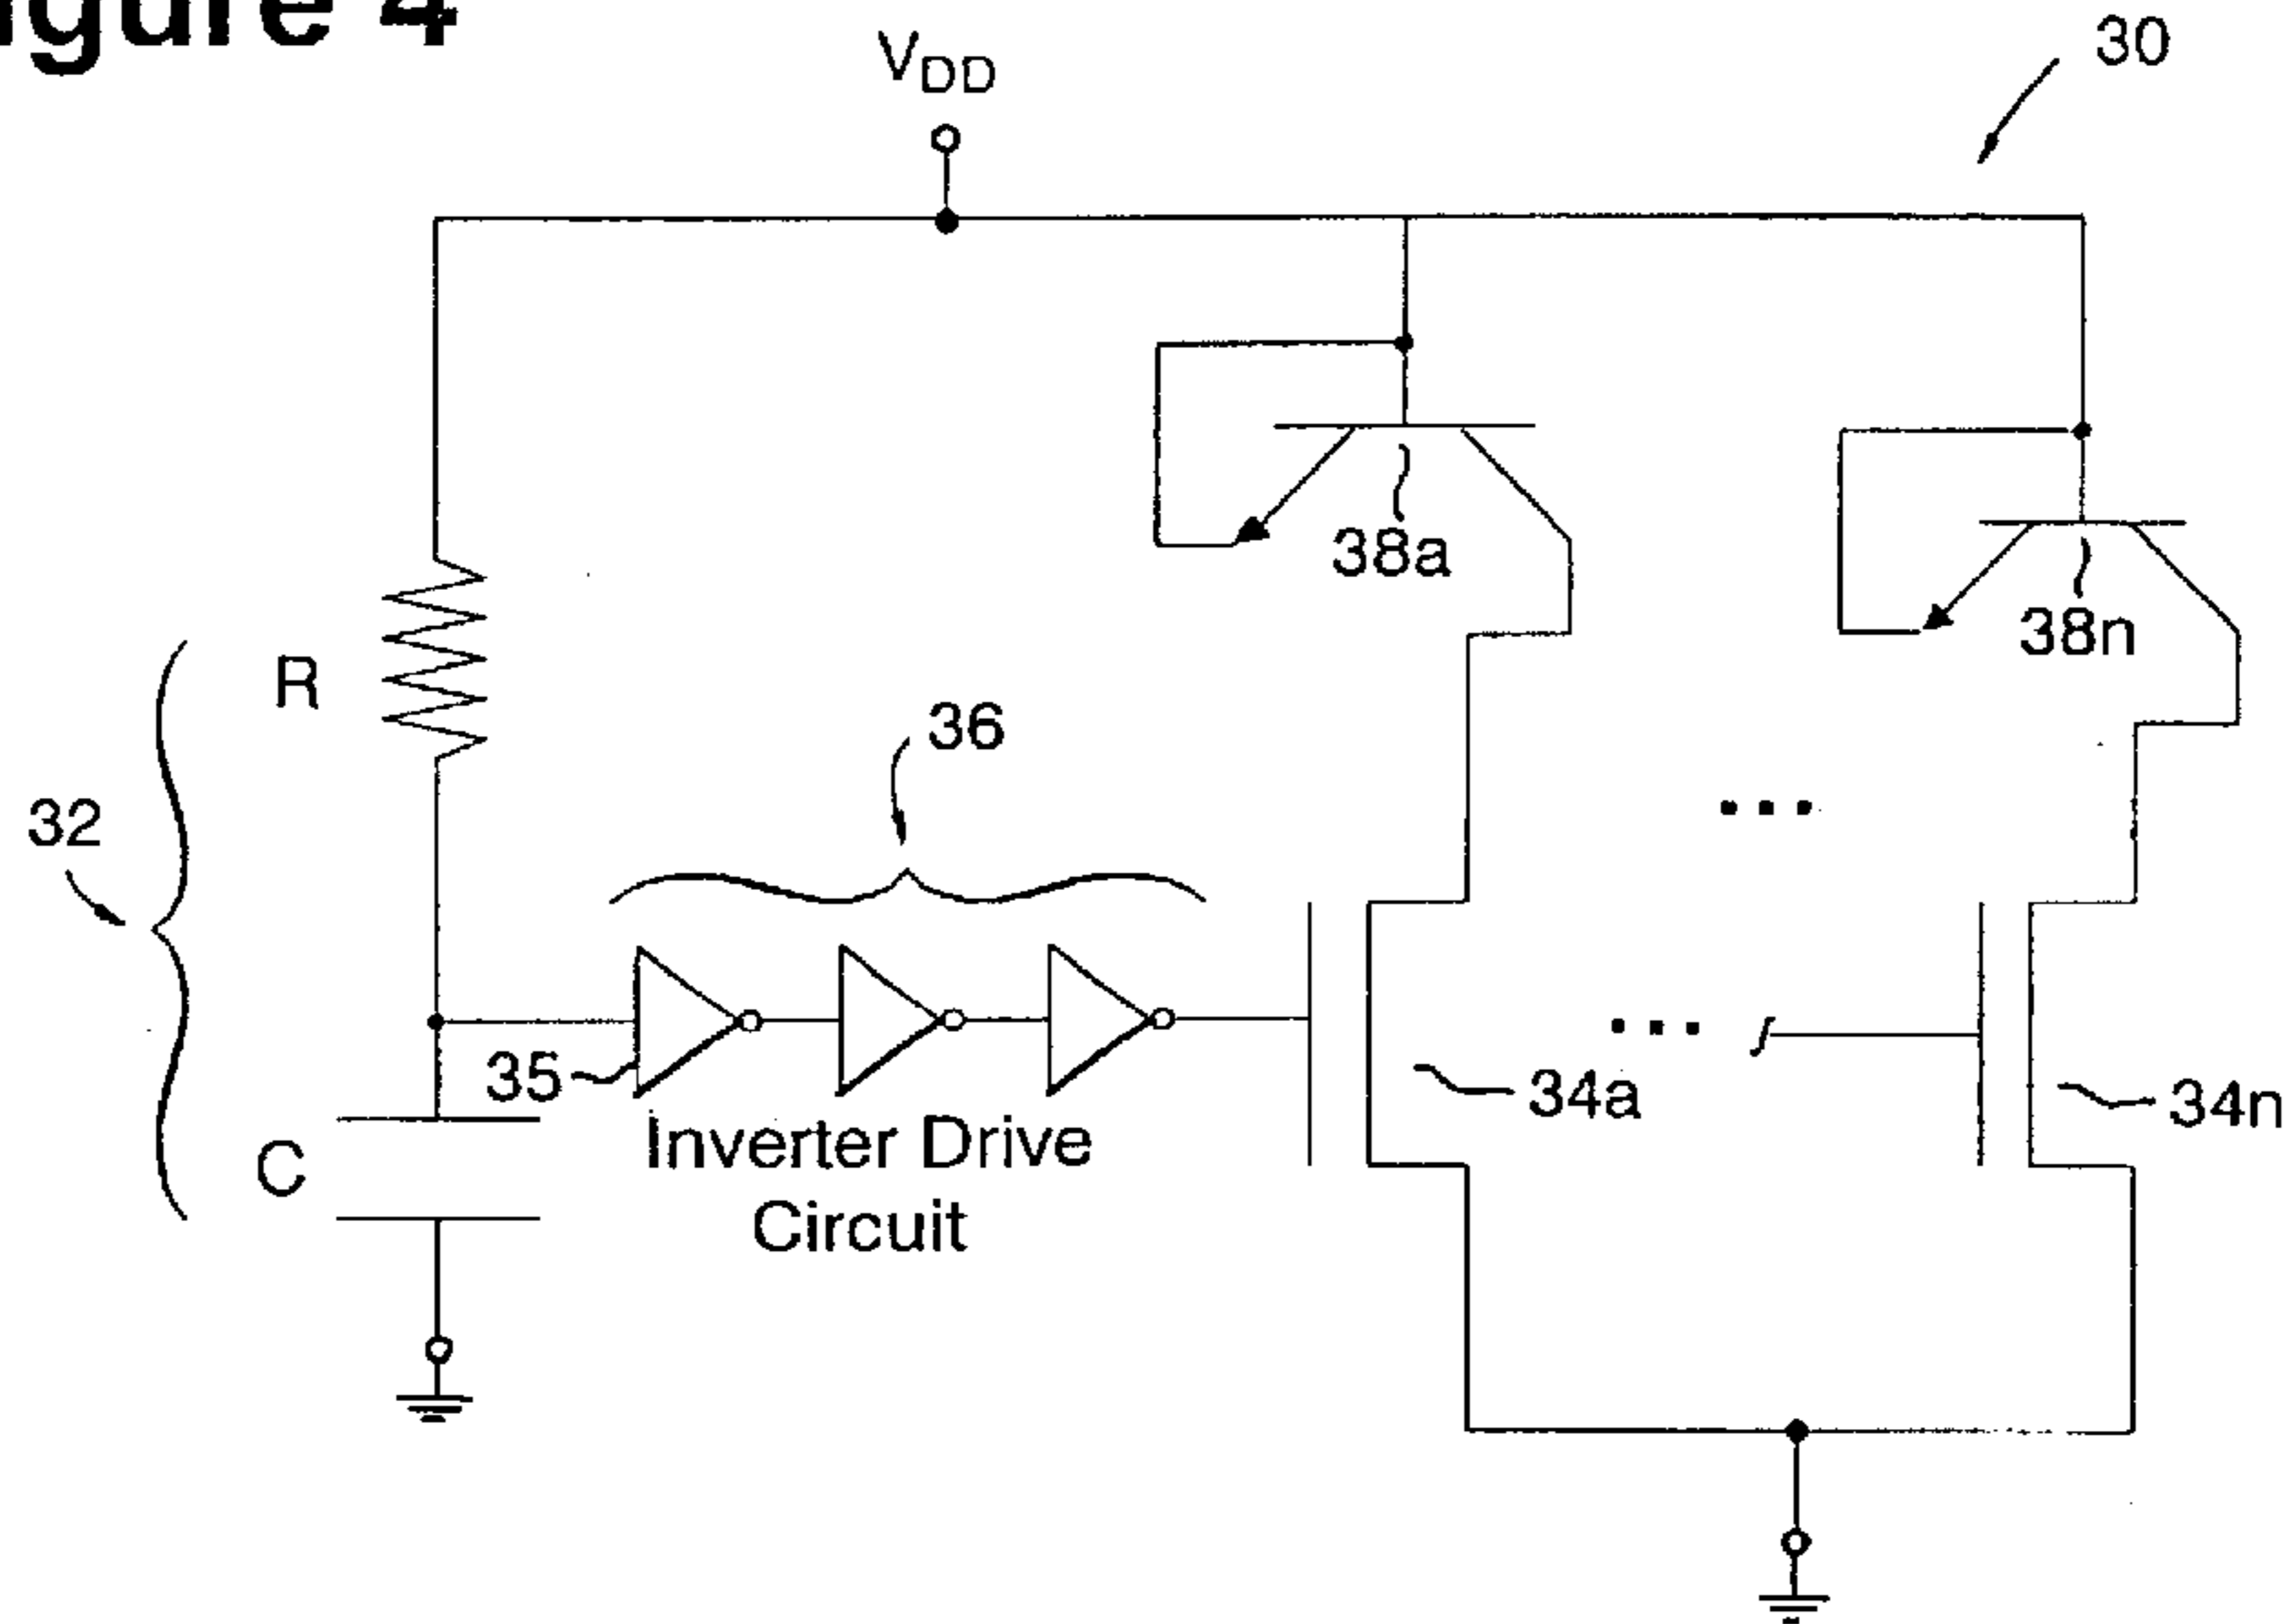 igure 4
VDD
30
38a
38n
R
36
32
35
34a
34n
Inverter Drive
Circuit
C